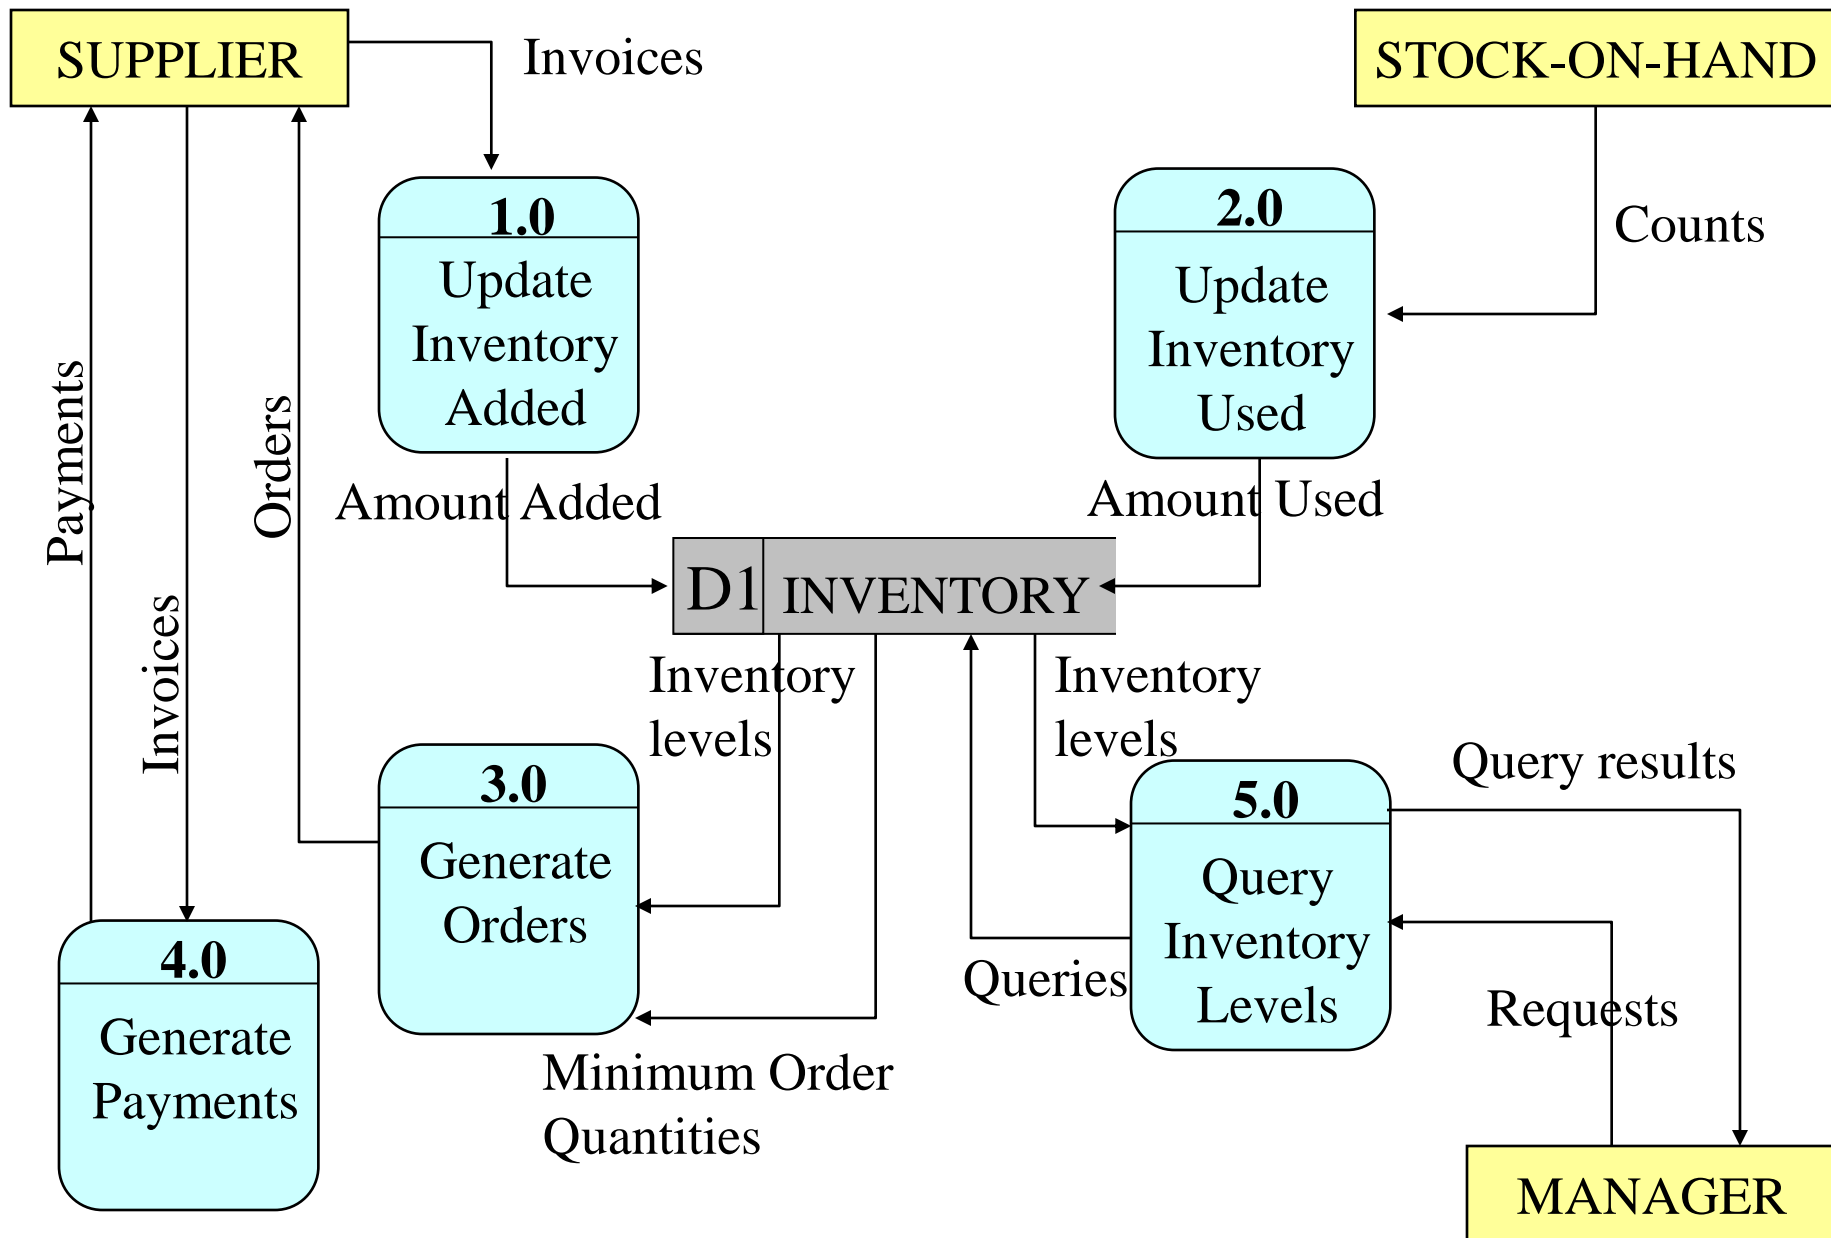 SUPPLIER
Invoices
STOCK-ON-HAND
1.0
Update
Inventory
Added
2.0
Update
Inventory
Used
Counts
Payments
Invoices
Orders
Amount Added
Amount Used
D1 INVENTORY
Inventory
levels
Inventory
levels
3.0
Generate
Orders
Query results
5.0
Query
Inventory
Levels
4.0
Generate
Payments
Queries
Requests
Minimum Order
Quantities
MANAGER